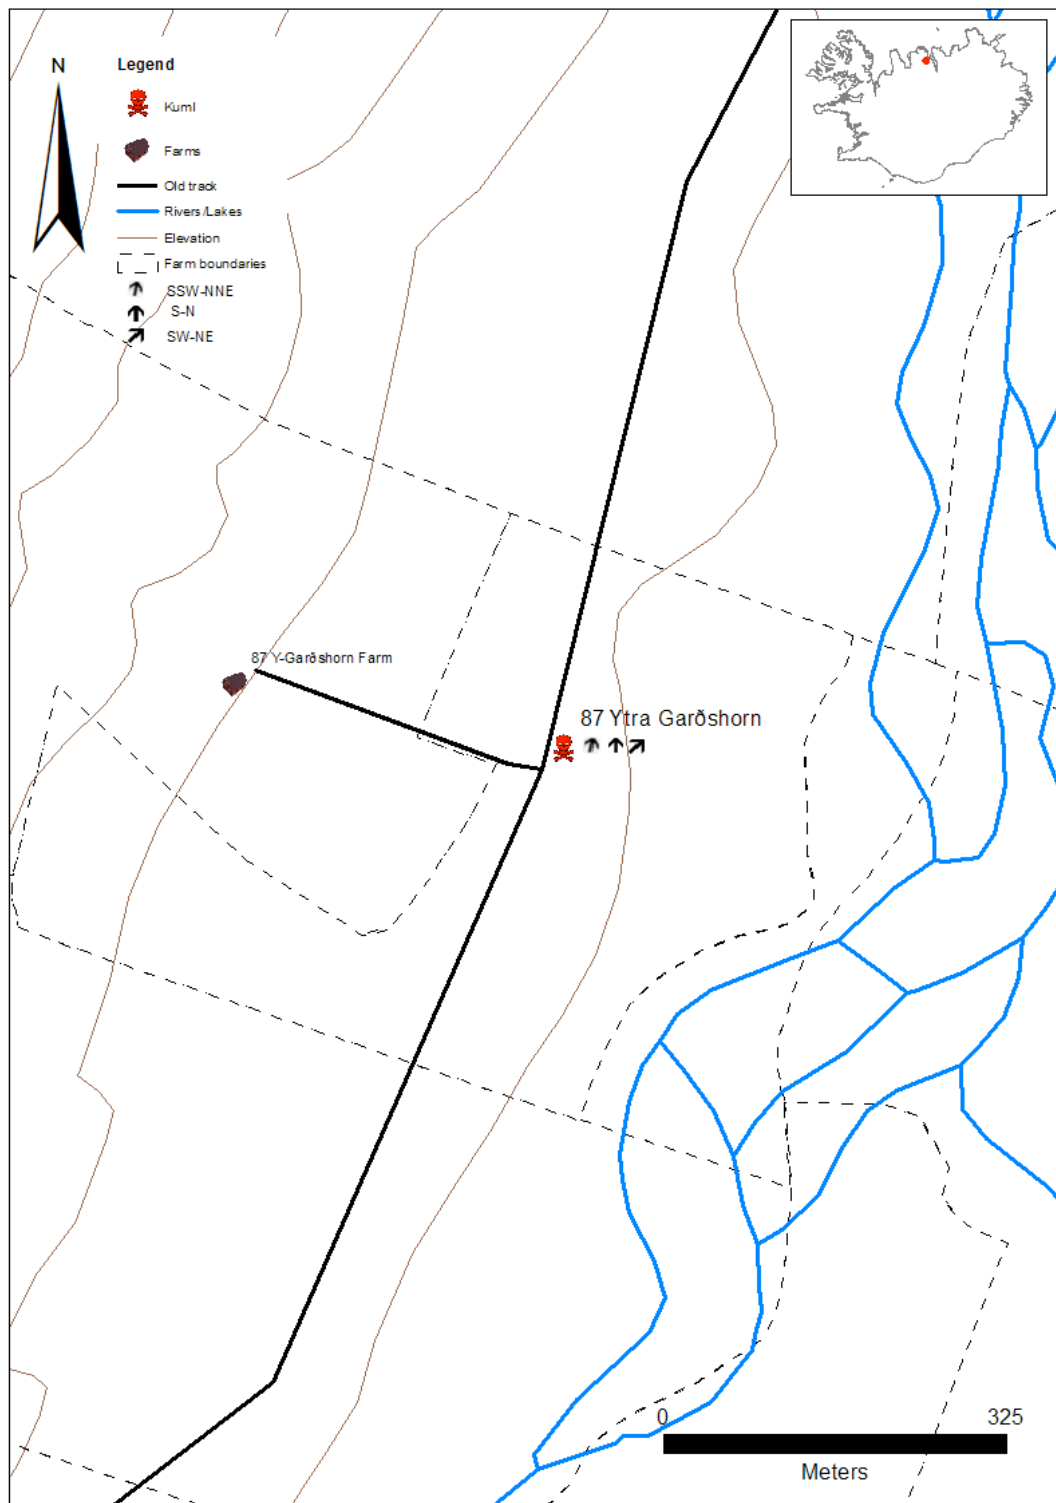 N
Legend
Kuml
Farms
Old track
Rivers/Lakes
Elevation
Farm boundaries
SSW-NNE
S-N
SW-NE
87 Y-Garðshorn Farm
87 Ytra Garðshorn
0 325
Meters